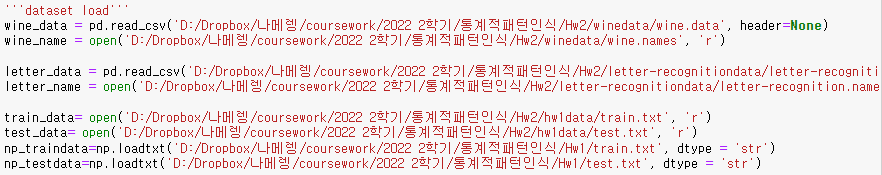 '''dataset load'''
wine_data = pd.read_csv('D:/Dropbox/나메렝/coursework/2022 2학기/통계적패턴인식/Hw2/winedata/wine.data', header=None)
wine_name = open('D:/Dropbox/나메렝/coursework/2022 2학기/통계적패턴인식/Hw2/winedata/wine.names', 'r')
letter_data = pd.read_csv('D:/Dropbox/나메렝/coursework/2022 2학기/통계적패턴인식/Hw2/letter-recognitiondata/letter-recogniti
letter_name = open('D:/Dropbox/나메렝/coursework/2022 2학기/통계적패턴인식/Hw2/letter-recognitiondata/letter-recognition.name
train_data= open('D:/Dropbox/나메렝/coursework/2022 2학기/통계적패턴인식/Hw2/hw1data/train.txt', 'r')
test_data= open('D:/Dropbox/나메렝/coursework/2022 2학기/통계적패턴인식/Hw2/hw1data/test.txt', 'r')
np_traindata=np.loadtxt('D:/Dropbox/나메렝/coursework/2022 2학기/통계적패턴인식/Hw1/train.txt', dtype = 'str')
np_testdata=np.loadtxt('D:/Dropbox/나메렝/coursework/2022 2학기/통계적패턴인식/Hw1/test.txt', dtype = 'str')